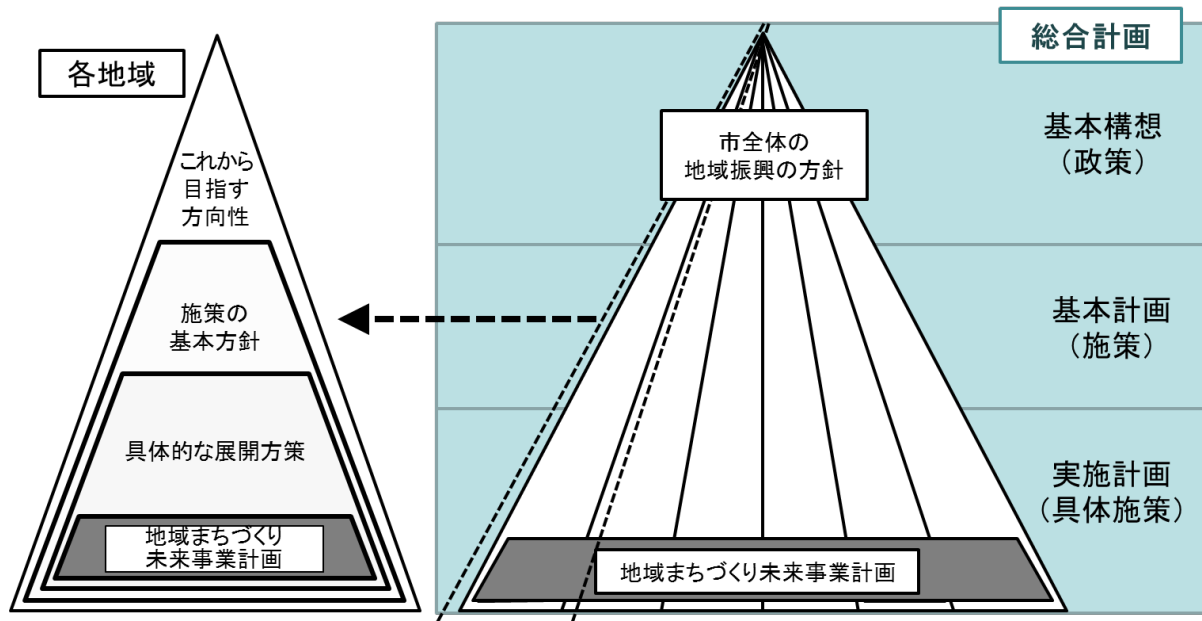 各地域
これから
目指す
方向性
施策の
基本方針
具体的な展開方策
地域まちづくり
未来事業計画
総合計画
市全体の
地域振興の方針
基本構想
（政策）
基本計画
（施策）
実施計画
（具体施策）
地域まちづくり未来事業計画